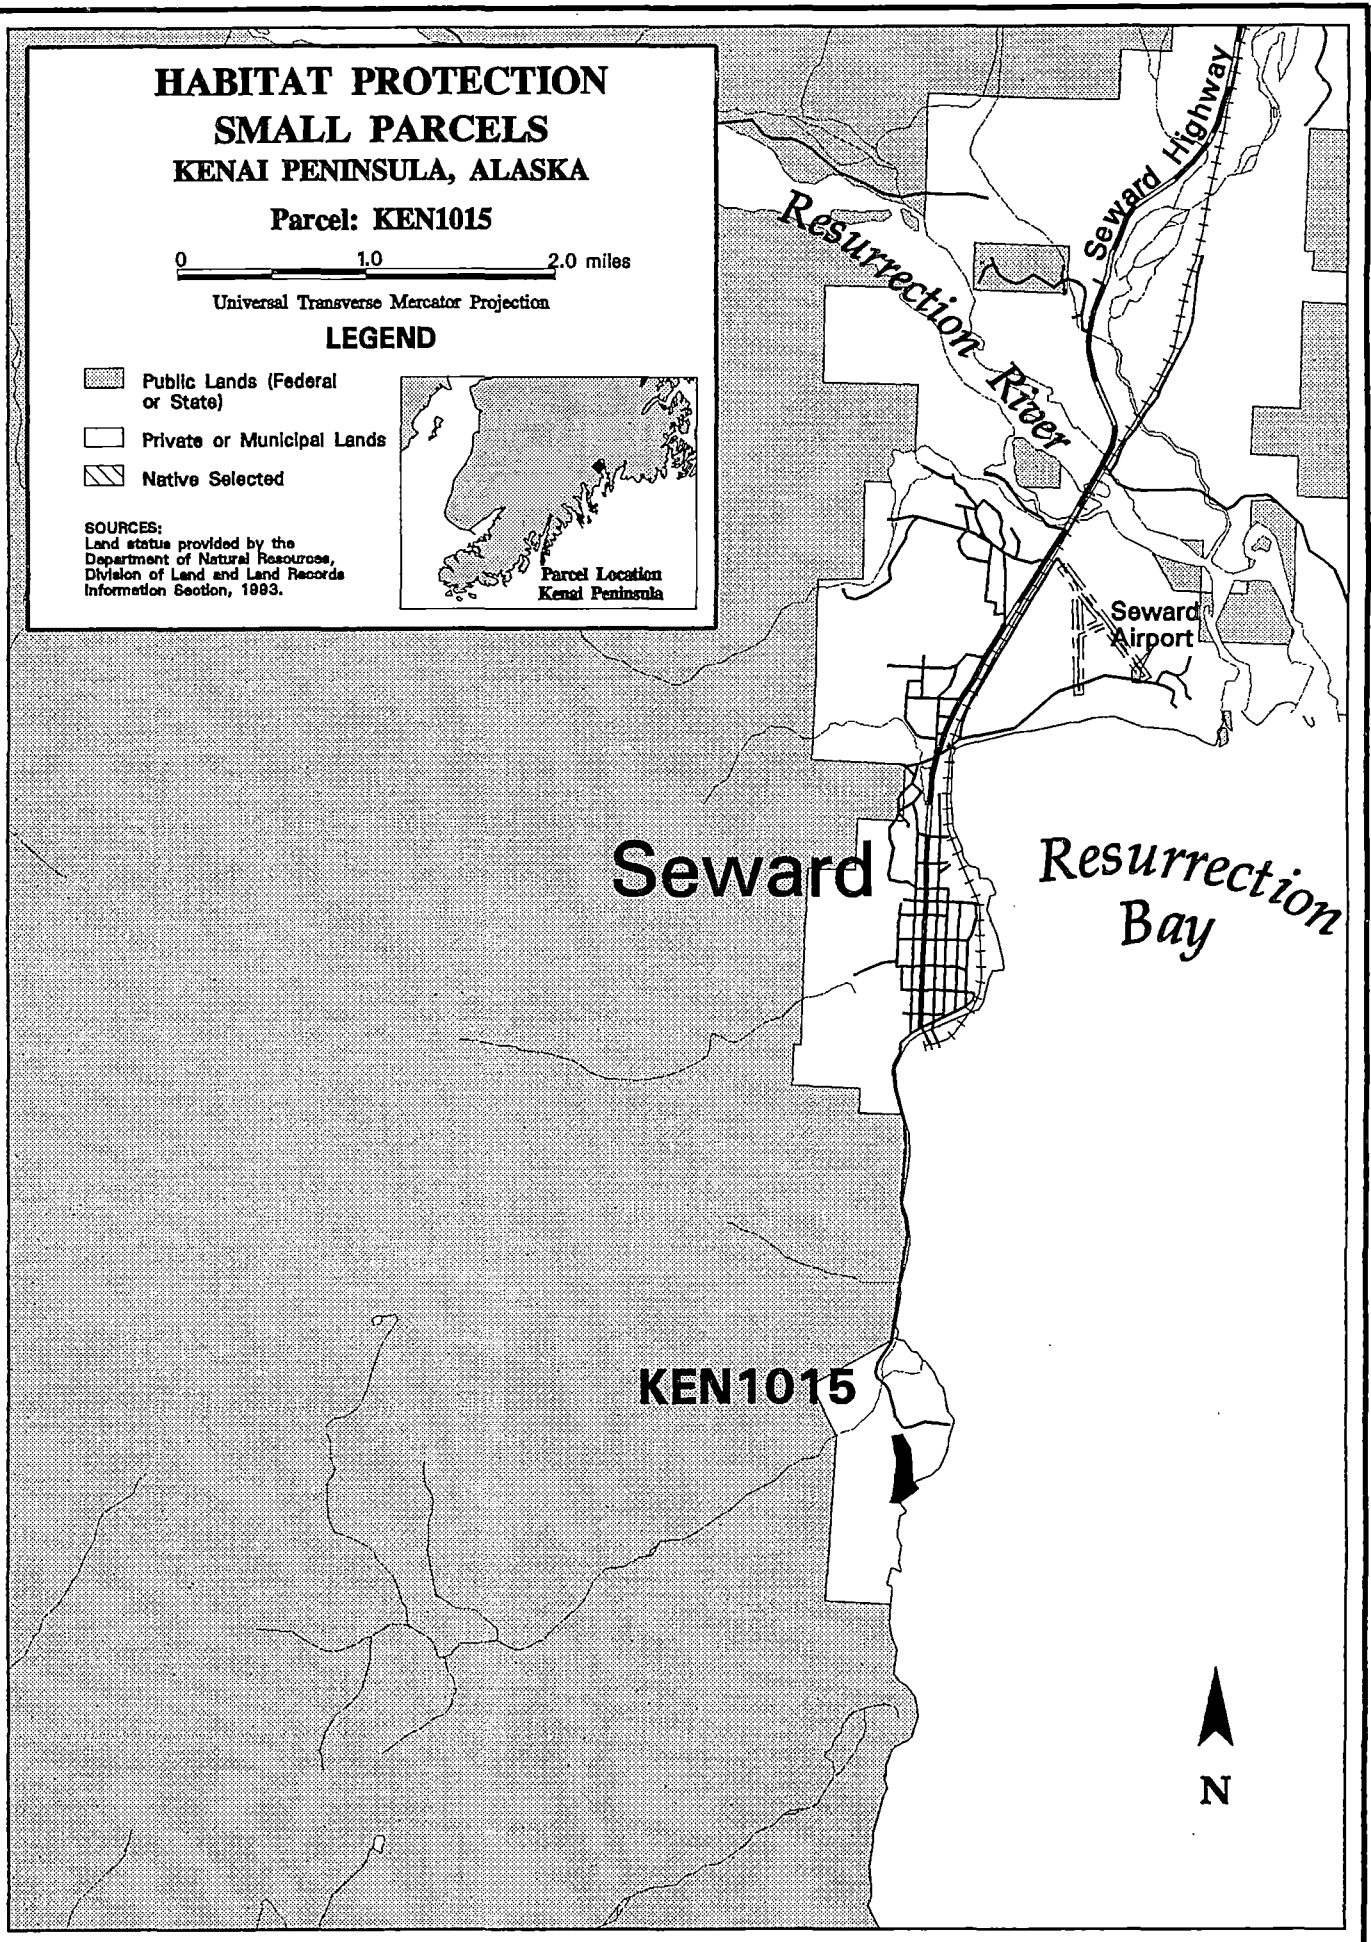 HABITAT PROTECTION
SMALL PARCELS
KENAI PENINSULA, ALASKA
Parcel: KEN1015
0 1.0 2.0 miles
Universal Transverse Mercator Projection
LEGEND
Public Lands (Federal
or State)
Private or Municipal Lands
Native Selected
SOURCES:
Land status provided by the
Department of Natural Resources,
Division of Land and Land Records
Information Section, 1993.
Parcel Location
Kenai Peninsula
Seward Highway
Resurrection River
Seward
Airport
Seward
Resurrection
Bay
KEN1015
N